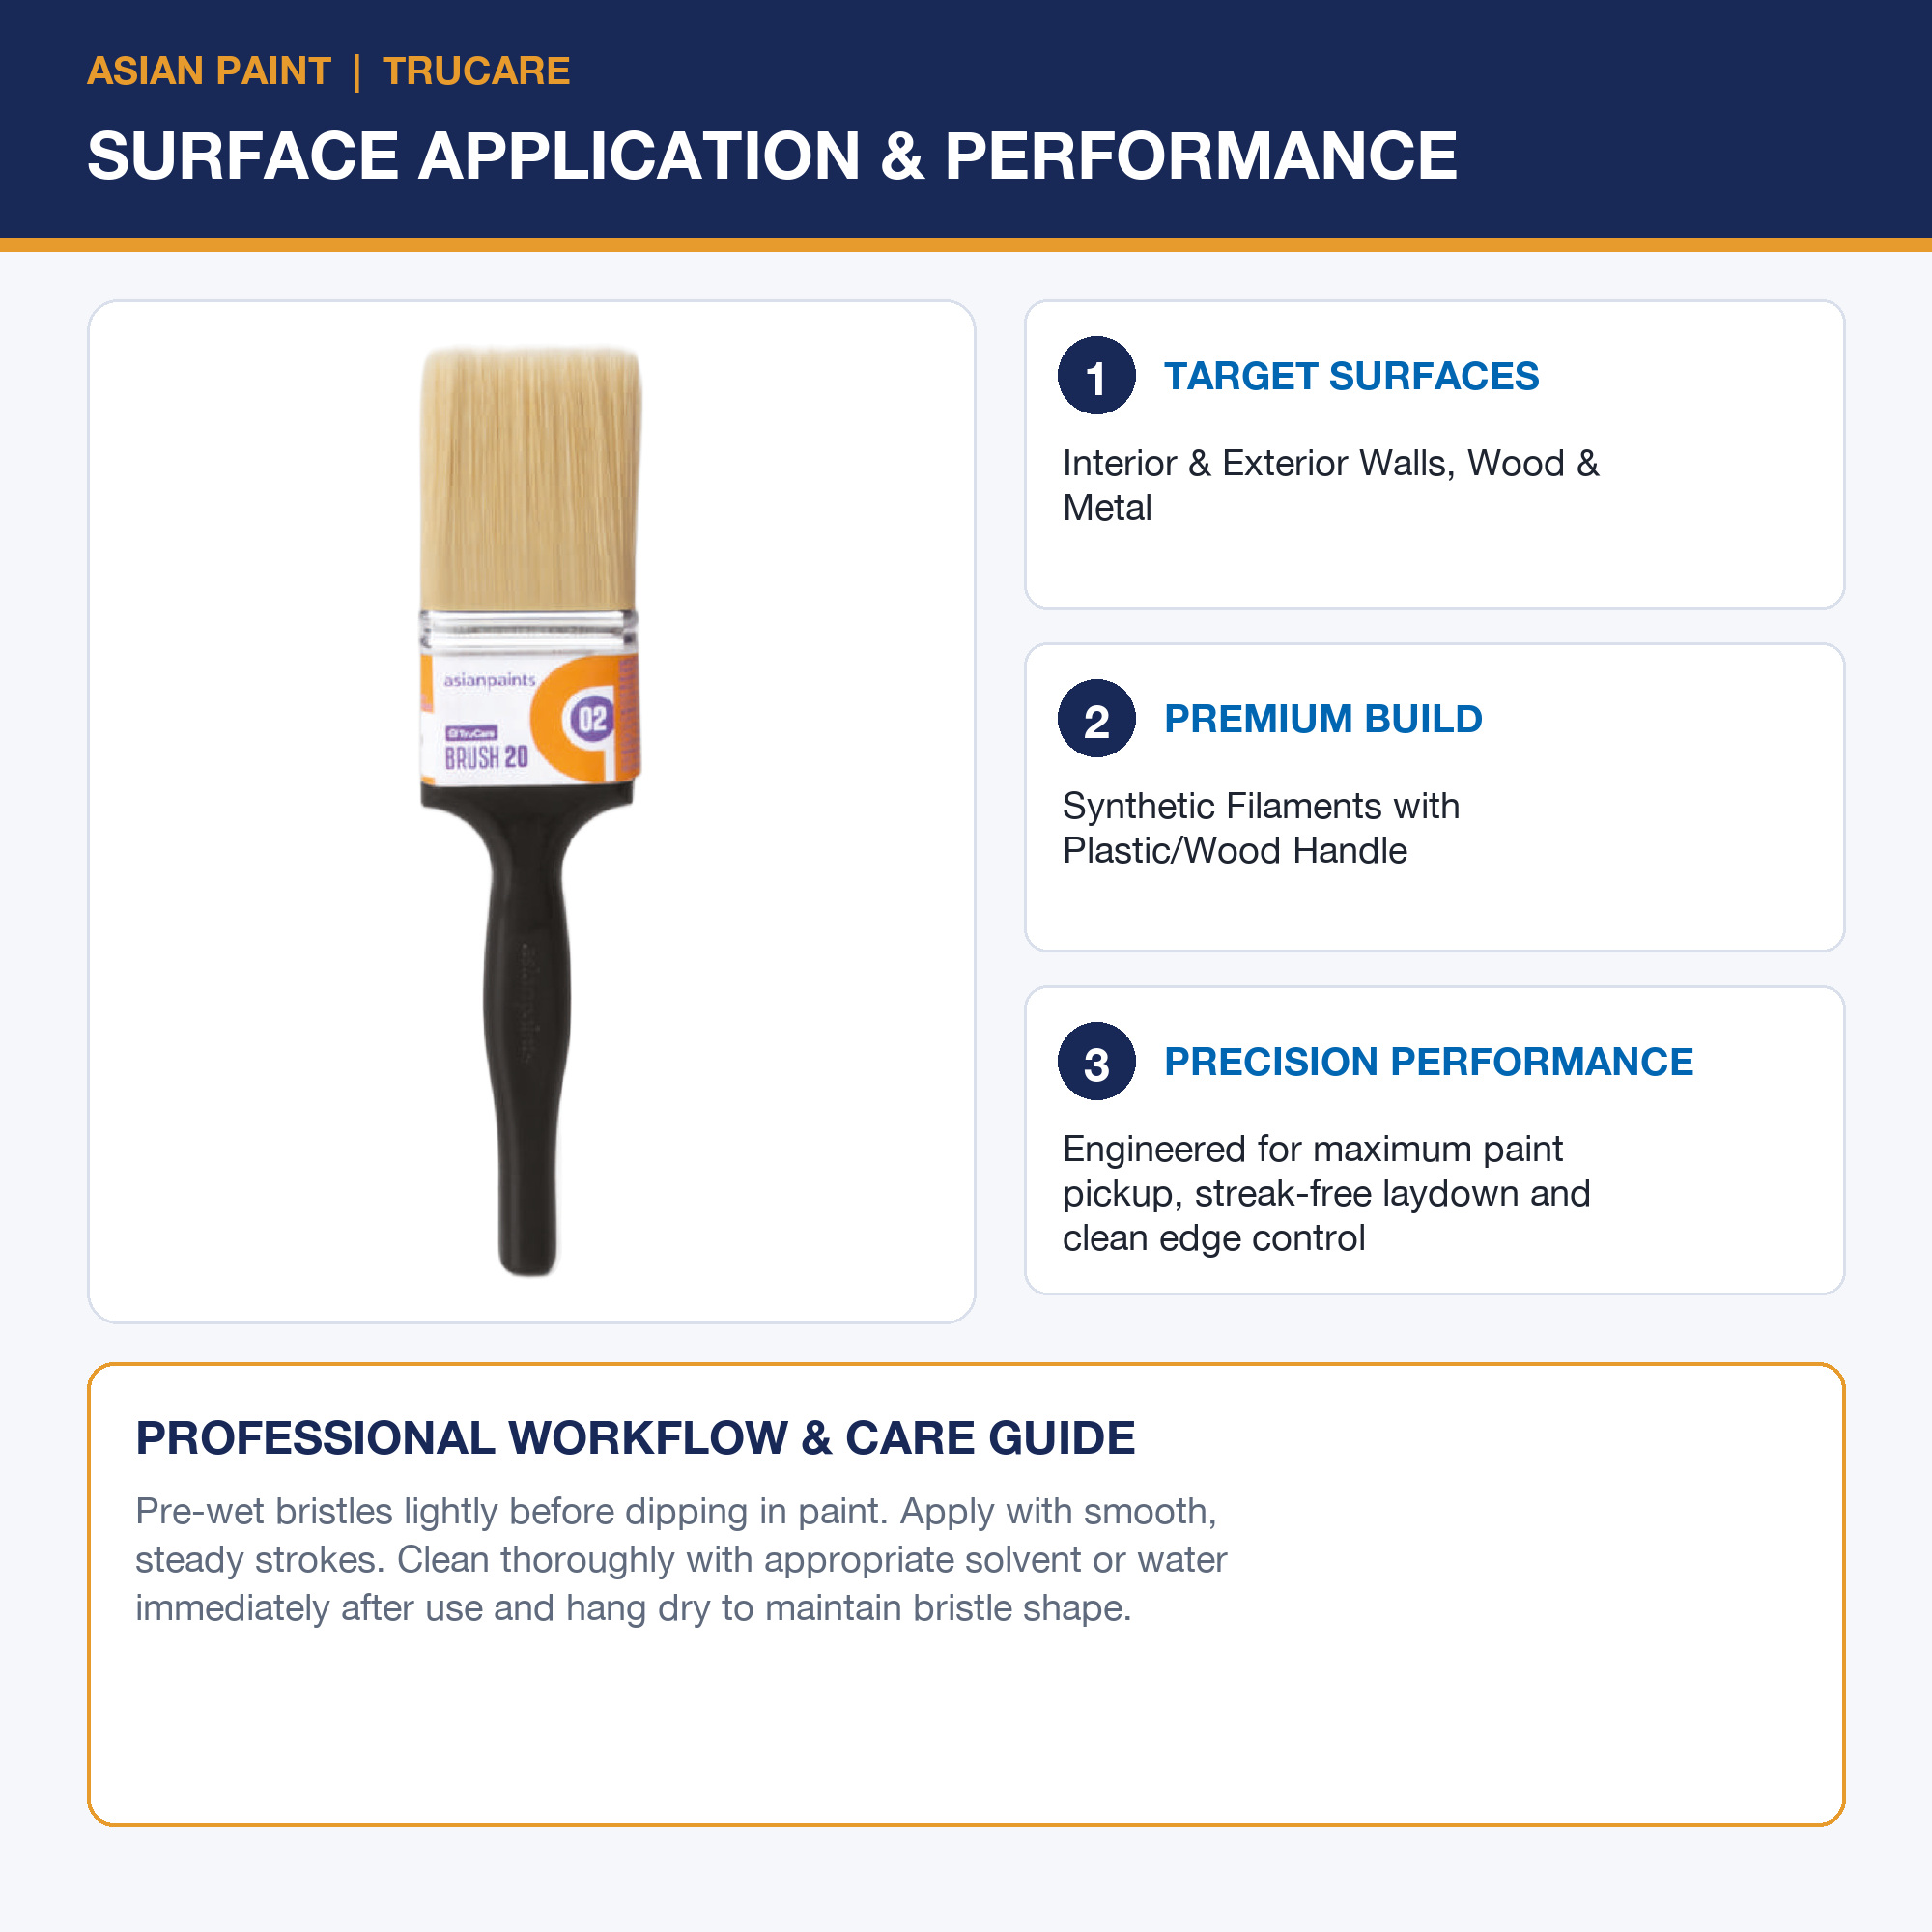 ASIAN PAINT | TRUCARE
SURFACE APPLICATION & PERFORMANCE
asianpaints
02
TruCare
BRUSH 20
asianpaints
1 TARGET SURFACES
Interior & Exterior Walls, Wood &
Metal
2 PREMIUM BUILD
Synthetic Filaments with
Plastic/Wood Handle
3 PRECISION PERFORMANCE
Engineered for maximum paint
pickup, streak-free laydown and
clean edge control
PROFESSIONAL WORKFLOW & CARE GUIDE
Pre-wet bristles lightly before dipping in paint. Apply with smooth,
steady strokes. Clean thoroughly with appropriate solvent or water
immediately after use and hang dry to maintain bristle shape.